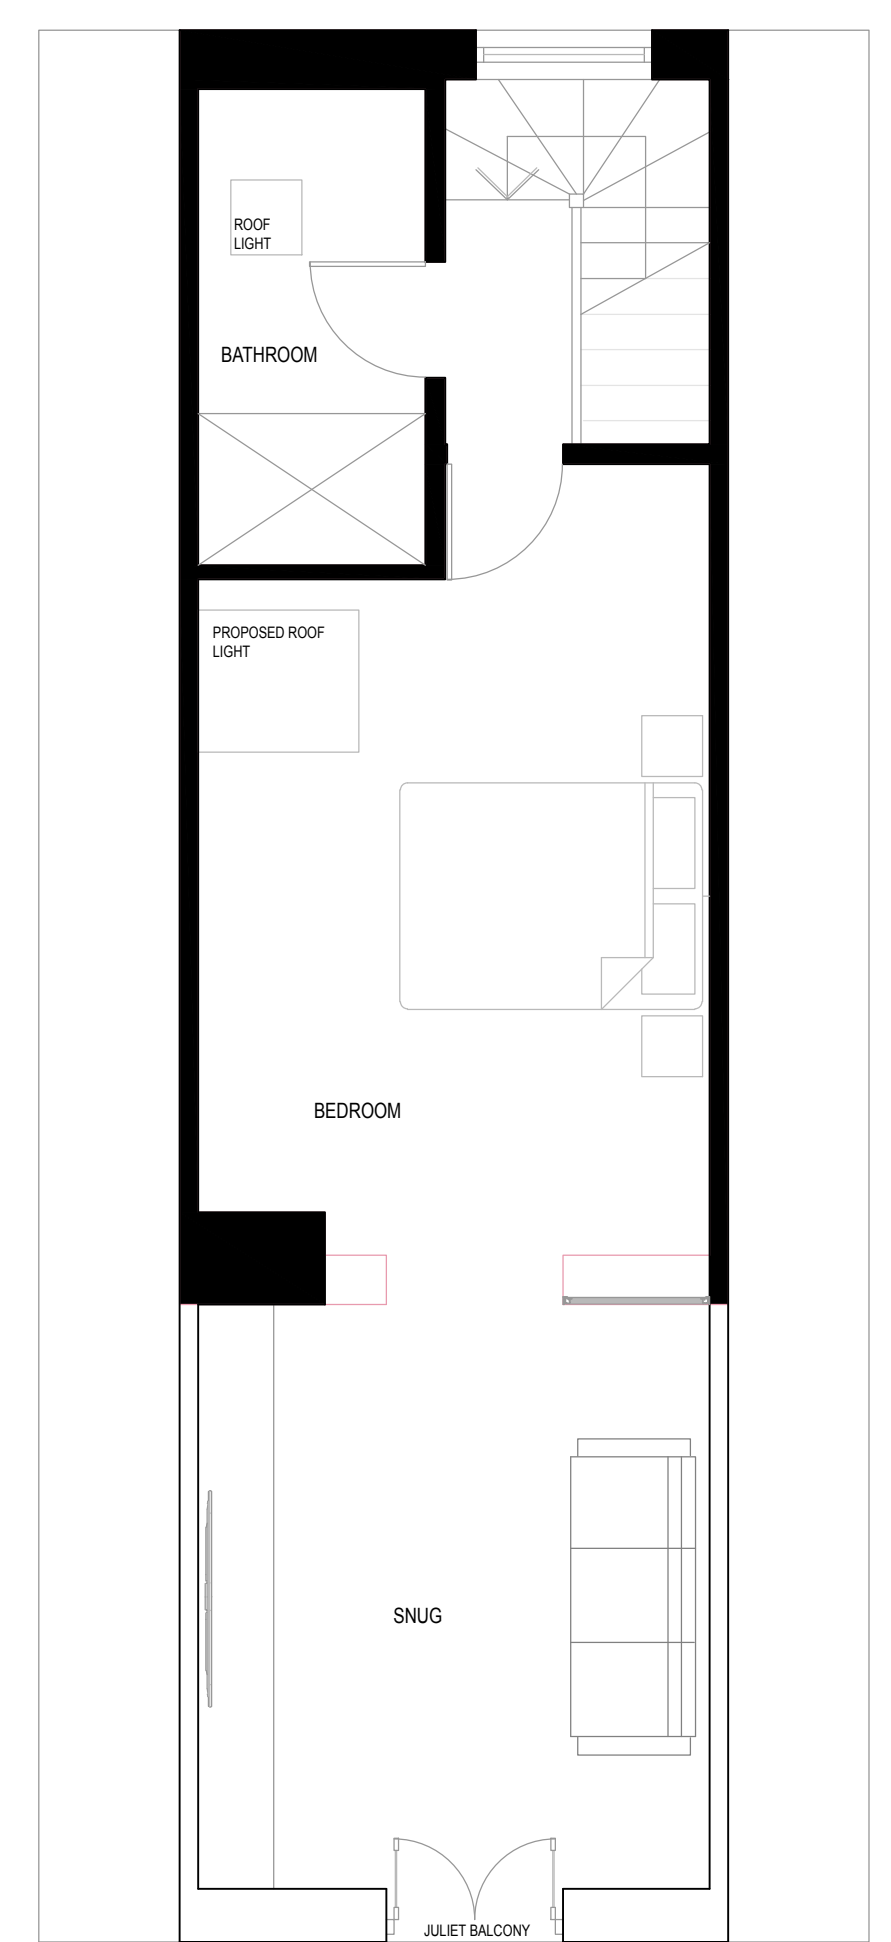 ROOF
LIGHT
BATHROOM
PROPOSED ROOF
LIGHT
BEDROOM
SNUG
JULIET BALCONY